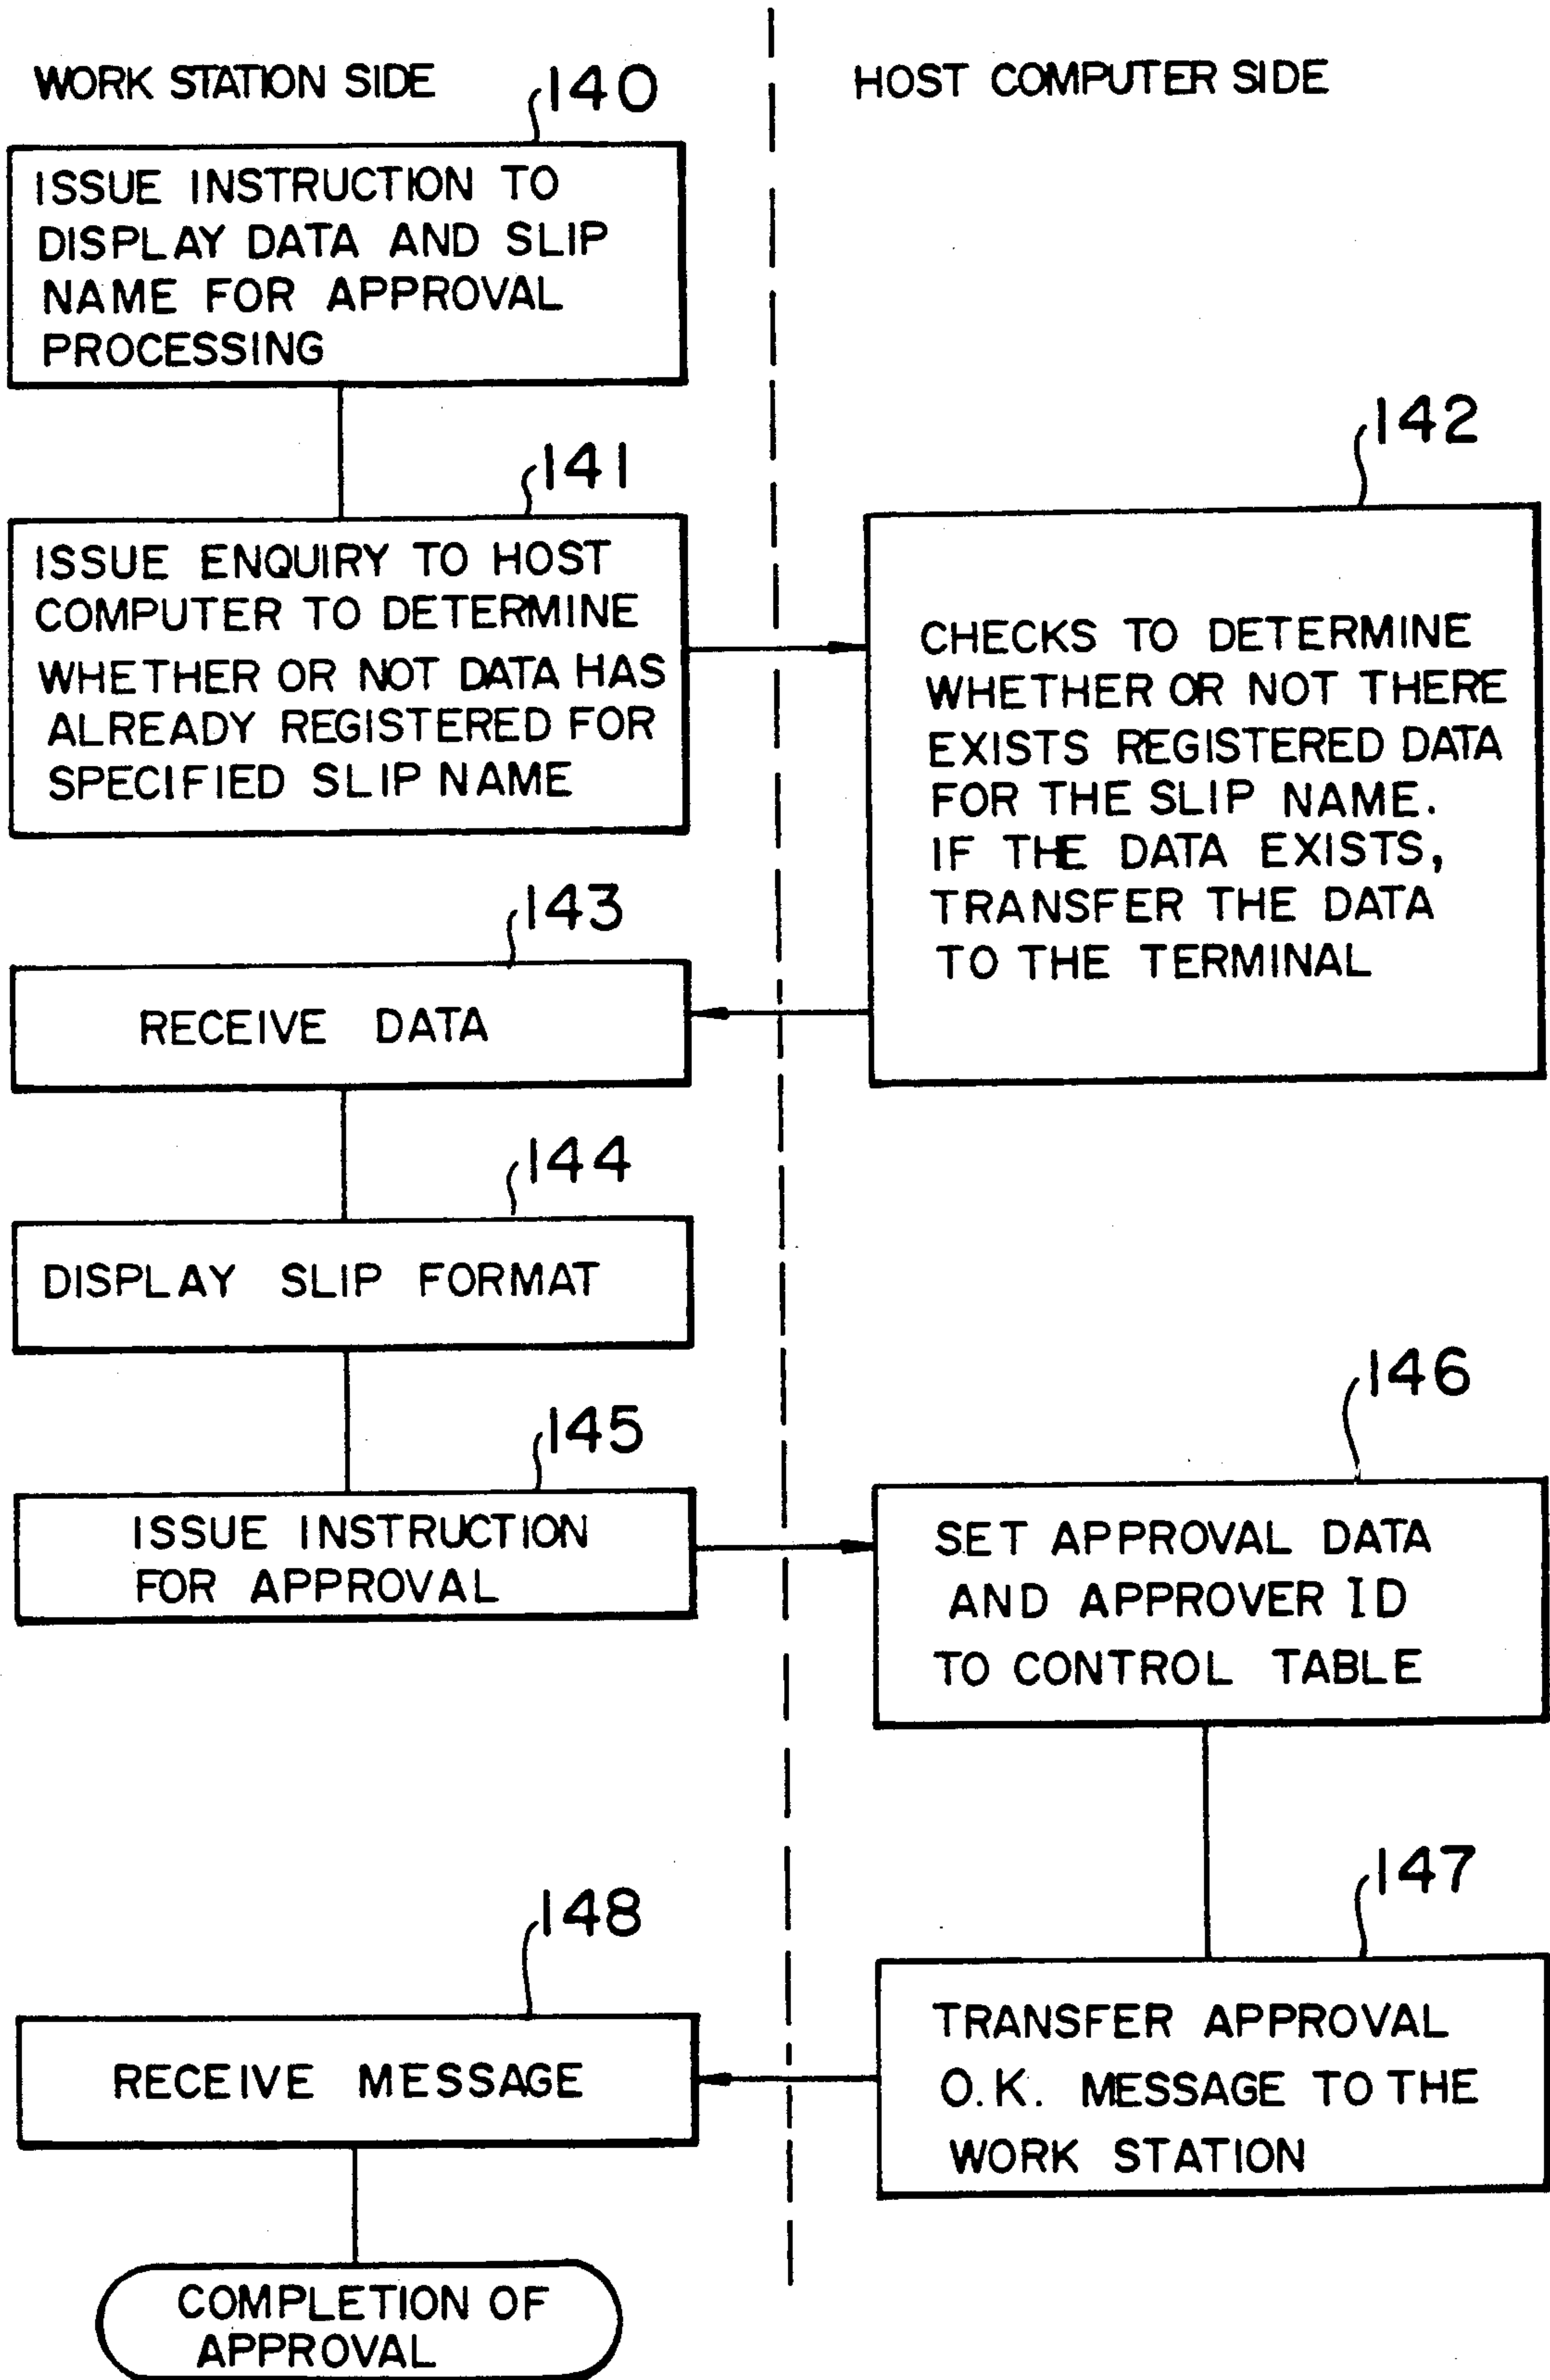 WORK STATION SIDE
HOST COMPUTER SIDE
140
ISSUE INSTRUCTION TO
DISPLAY DATA AND SLIP
NAME FOR APPROVAL
PROCESSING
141
ISSUE ENQUIRY TO HOST
COMPUTER TO DETERMINE
WHETHER OR NOT DATA HAS
ALREADY REGISTERED FOR
SPECIFIED SLIP NAME
142
CHECKS TO DETERMINE
WHETHER OR NOT THERE
EXISTS REGISTERED DATA
FOR THE SLIP NAME.
IF THE DATA EXISTS,
TRANSFER THE DATA
TO THE TERMINAL
143
RECEIVE DATA
144
DISPLAY SLIP FORMAT
145
ISSUE INSTRUCTION
FOR APPROVAL
146
SET APPROVAL DATA
AND APPROVER ID
TO CONTROL TABLE
147
TRANSFER APPROVAL
O.K. MESSAGE TO THE
WORK STATION
148
RECEIVE MESSAGE
COMPLETION OF
APPROVAL